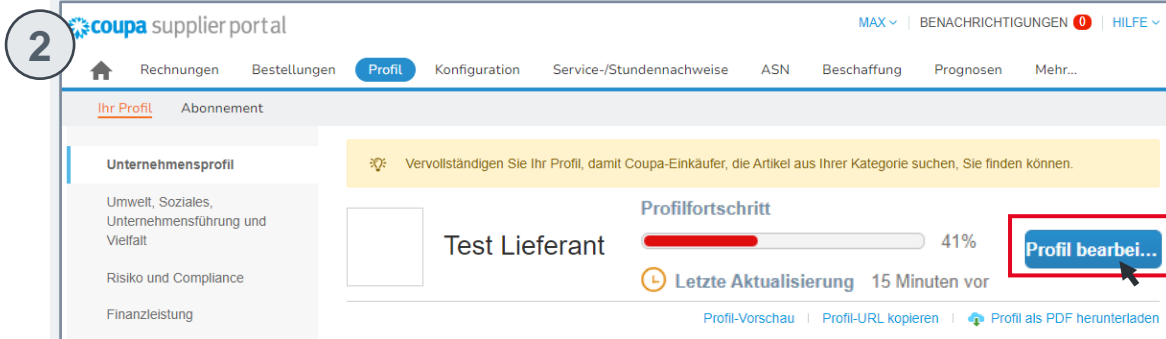 2
coupa supplier portal
MAX BENACHRICHTIGUNGEN 0 HILFE
Rechnungen Bestellungen Profil Konfiguration Service-/Stundennachweise ASN Beschaffung Prognosen Mehr...
Ihr Profil Abonnement
Unternehmensprofil
Umwelt, Soziales,
Unternehmensführung und
Vielfalt
Risiko und Compliance
Finanzleistung
Vervollständigen Sie Ihr Profil, damit Coupa-Einkäufer, die Artikel aus Ihrer Kategorie suchen, Sie finden können.
Test Lieferant
Profilfortschritt
41%
Letzte Aktualisierung 15 Minuten vor
Profil bearbei...
Profil-Vorschau Profil-URL kopieren Profil als PDF herunterladen